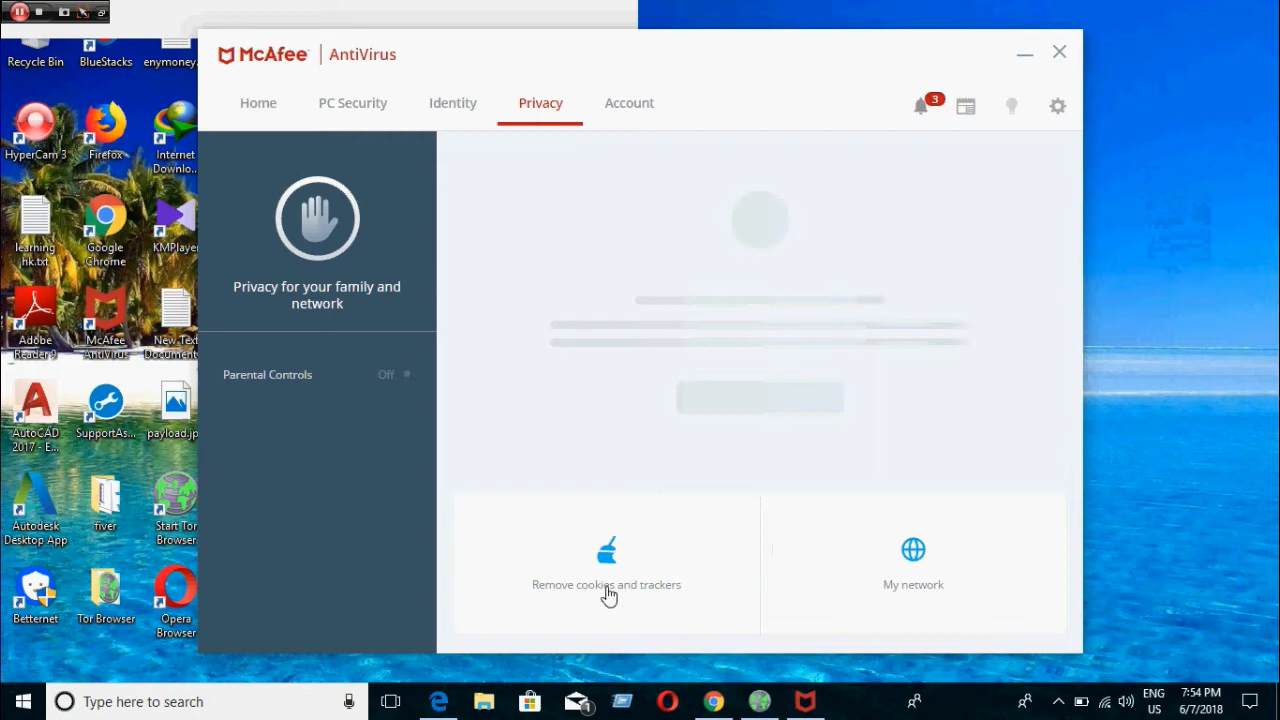 Recycle Bin
BlueStacks
enymoney...
HyperCam 3
Firefox
Internet
Downlo...
learning
hk.txt
Google
Chrome
KMPlayer
Adobe
Reader 9
McAfee
AntiVirus
New Text
Document
AutoCAD
2017 - E...
SupportAs...
payload.jp
Autodesk
Desktop App
fiver
Start Tor
Browser
Betternet
Tor Browser
Opera
Browser
McAfee | AntiVirus
Home
PC Security
Identity
Privacy
Account
3
Privacy for your family and
network
Parental Controls
Off
Remove cookies and trackers
My network
Type here to search
1
ENG
US
7:54 PM
6/7/2018